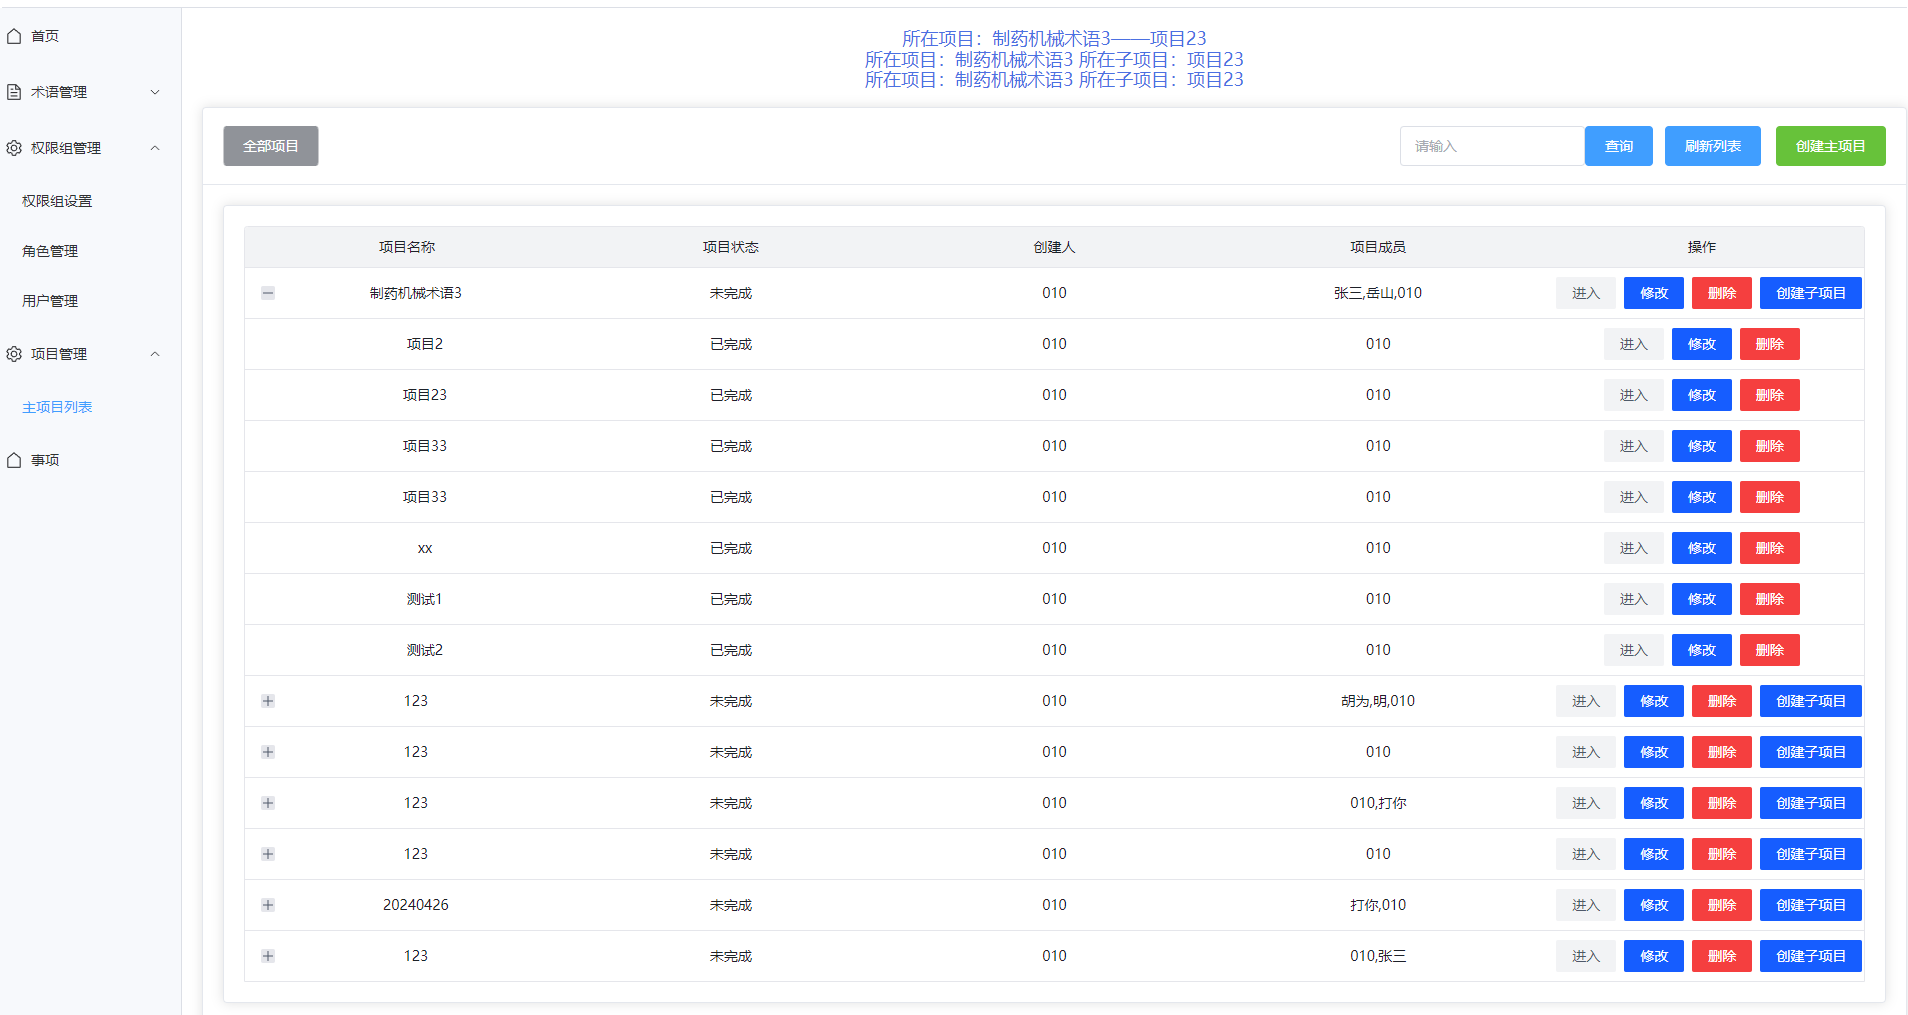 首页
术语管理
权限组管理
权限组设置
角色管理
用户管理
项目管理
主项目列表
事项
所在项目：制药机械术语3——项目23
所在项目：制药机械术语3 所在子项目：项目23
所在项目：制药机械术语3 所在子项目：项目23
全部项目 请输入 查询 刷新列表 创建主项目
项目名称 项目状态 创建人 项目成员 操作
制药机械术语3 未完成 010 张三,岳山,010 进入 修改 删除 创建子项目
项目2 已完成 010 010 进入 修改 删除
项目23 已完成 010 010 进入 修改 删除
项目33 已完成 010 010 进入 修改 删除
项目33 已完成 010 010 进入 修改 删除
xx 已完成 010 010 进入 修改 删除
测试1 已完成 010 010 进入 修改 删除
测试2 已完成 010 010 进入 修改 删除
123 未完成 010 胡为,明,010 进入 修改 删除 创建子项目
123 未完成 010 010 进入 修改 删除 创建子项目
123 未完成 010 010,打你 进入 修改 删除 创建子项目
123 未完成 010 010 进入 修改 删除 创建子项目
20240426 未完成 010 打你,010 进入 修改 删除 创建子项目
123 未完成 010 010,张三 进入 修改 删除 创建子项目